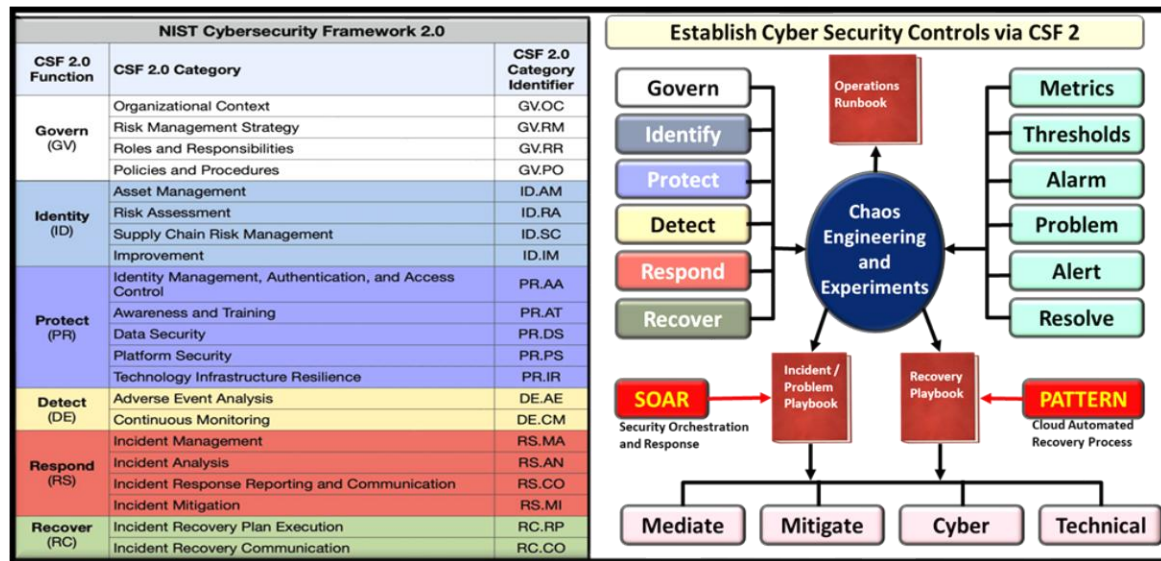 NIST Cybersecurity Framework 2.0
CSF 2.0
Function
CSF 2.0 Category
CSF 2.0
Category
Identifier
Govern
(GV)
Organizational Context GV.OC
Risk Management Strategy GV.RM
Roles and Responsibilities GV.RR
Policies and Procedures GV.PO
Identity
(ID)
Asset Management ID.AM
Risk Assessment ID.RA
Supply Chain Risk Management ID.SC
Improvement ID.IM
Protect
(PR)
Identity Management, Authentication, and Access
Control
PR.AA
Awareness and Training PR.AT
Data Security PR.DS
Platform Security PR.PS
Technology Infrastructure Resilience PR.IR
Detect
(DE)
Adverse Event Analysis DE.AE
Continuous Monitoring DE.CM
Respond
(RS)
Incident Management RS.MA
Incident Analysis RS.AN
Incident Response Reporting and Communication RS.CO
Incident Mitigation RS.MI
Recover
(RC)
Incident Recovery Plan Execution RC.RP
Incident Recovery Communication RC.CO
Establish Cyber Security Controls via CSF 2
Govern
Identify
Protect
Detect
Respond
Recover
Operations
Runbook
Chaos
Engineering
and
Experiments
Metrics
Thresholds
Alarm
Problem
Alert
Resolve
SOAR
Security Orchestration
and Response
Incident /
Problem
Playbook
Recovery
Playbook
PATTERN
Cloud Automated
Recovery Process
Mediate
Mitigate
Cyber
Technical